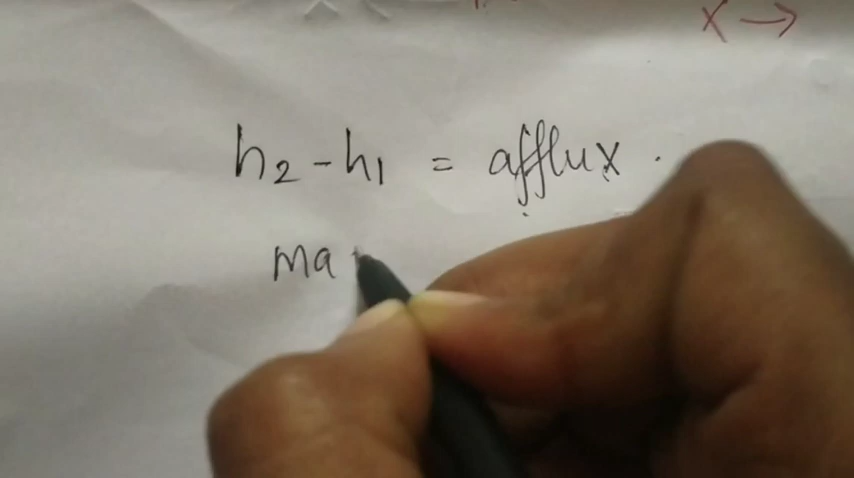 x →
h₂ - h₁ = afflux.
ma